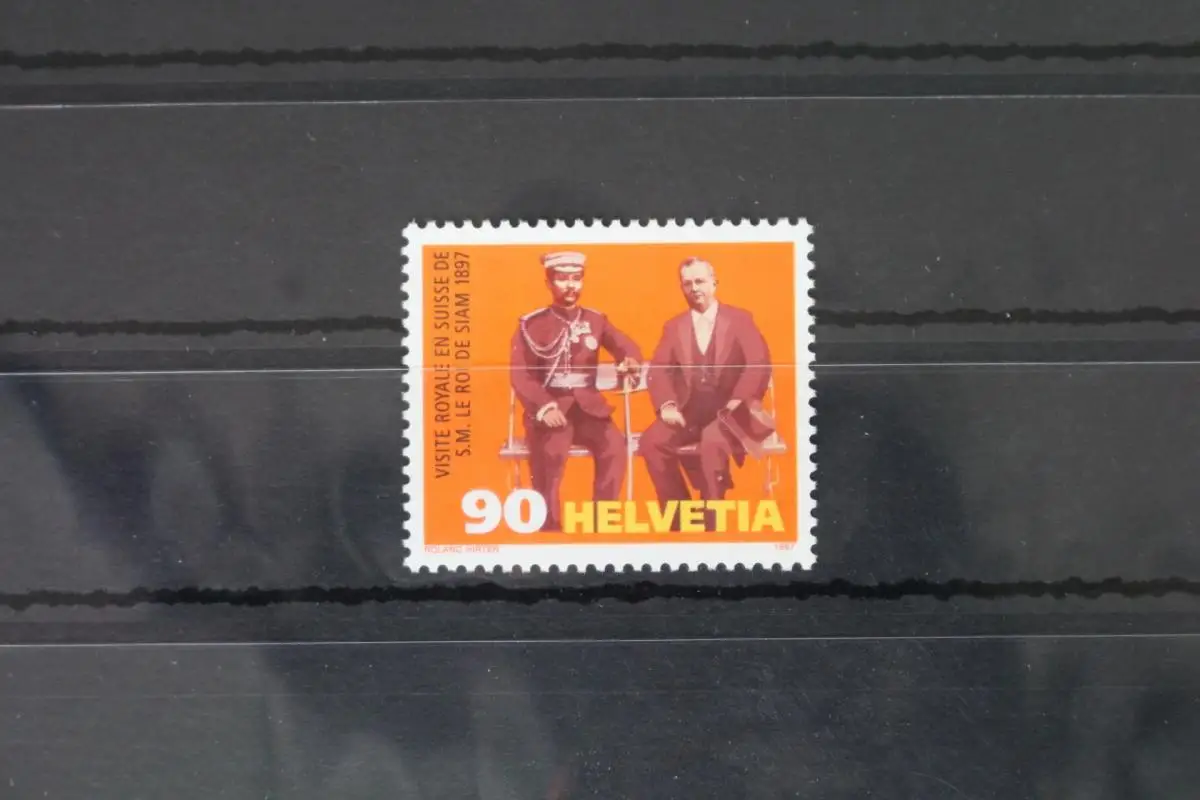 VISITE ROYALE EN SUISSE DE
S.M. LE ROI DE SIAM 1897
90 HELVETIA
ROLAND HIRTER 1997